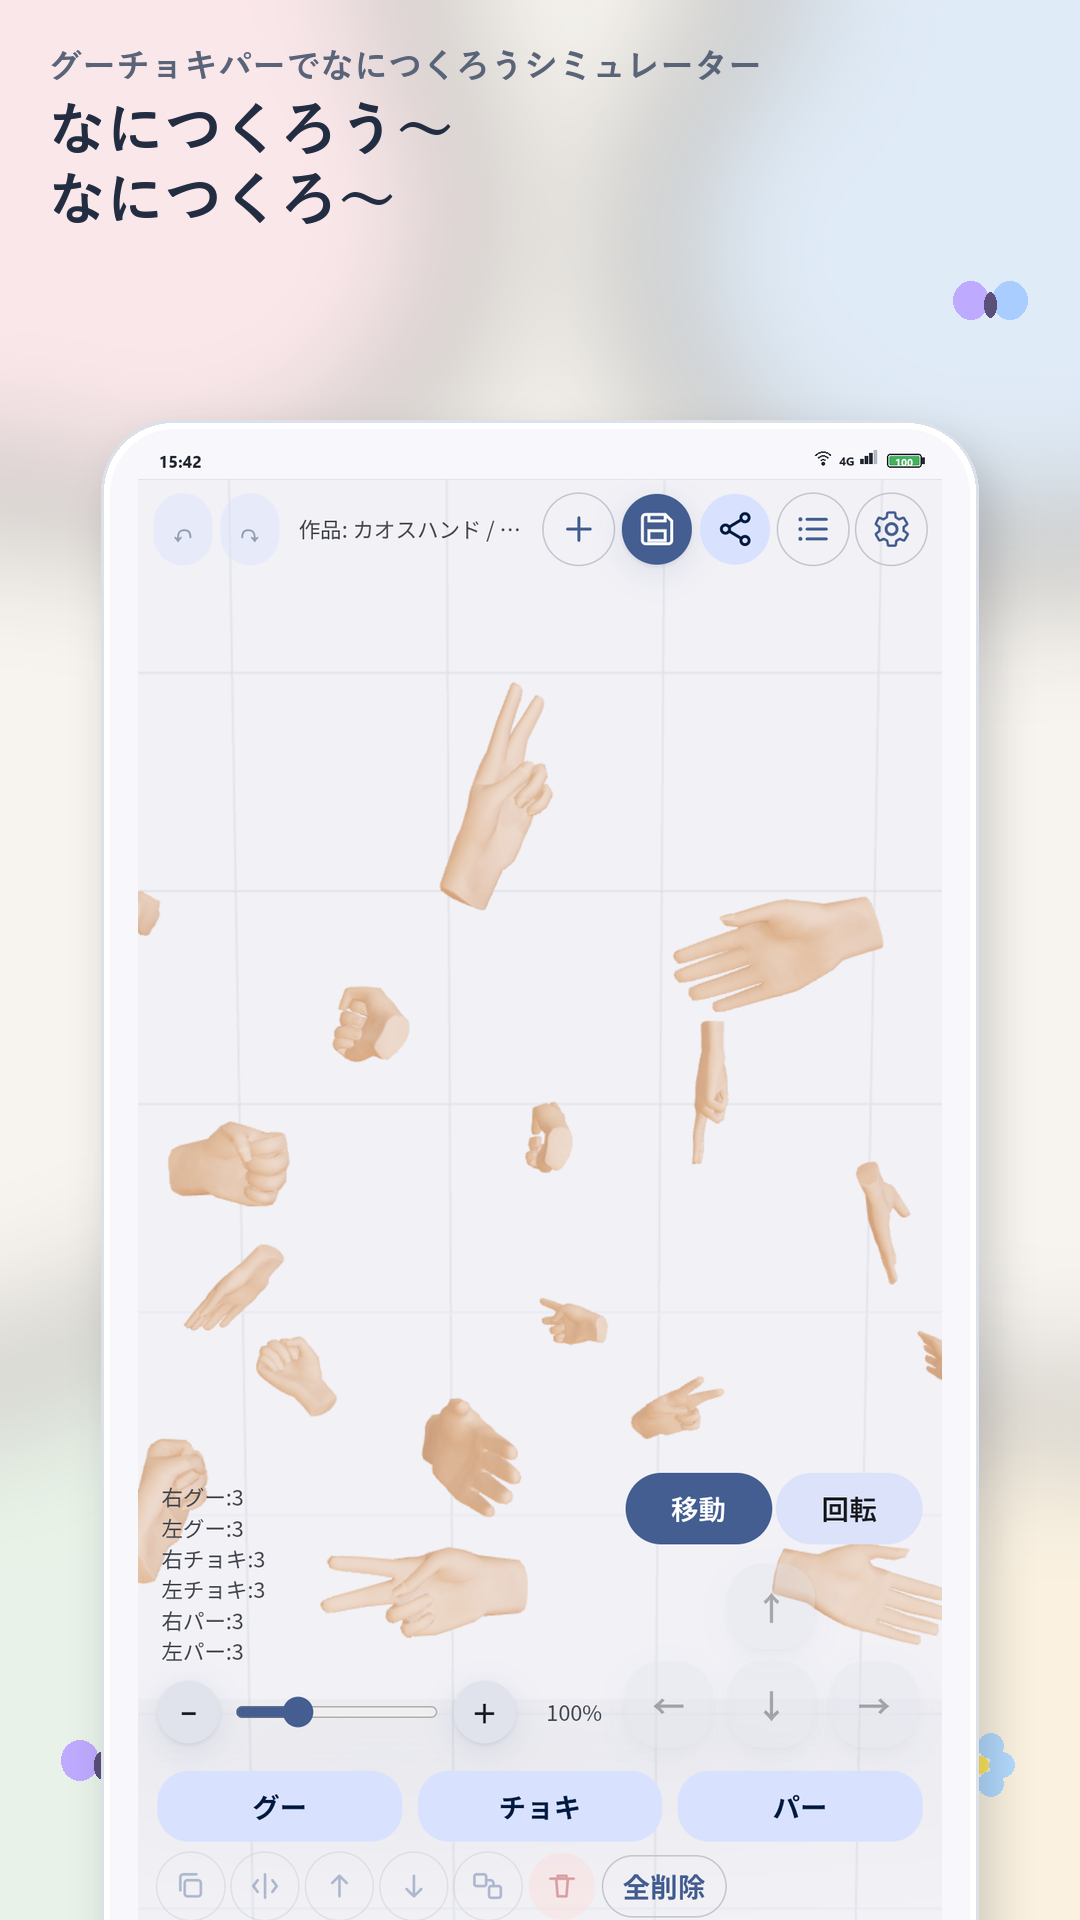 グーチョキパーでなにつくろうシミュレーター
なにつくろう〜
なにつくろ〜
15:42
4G
100
作品: カオスハンド / …
右グー:3
左グー:3
右チョキ:3
左チョキ:3
右パー:3
左パー:3
移動
回転
100%
グー
チョキ
パー
全削除